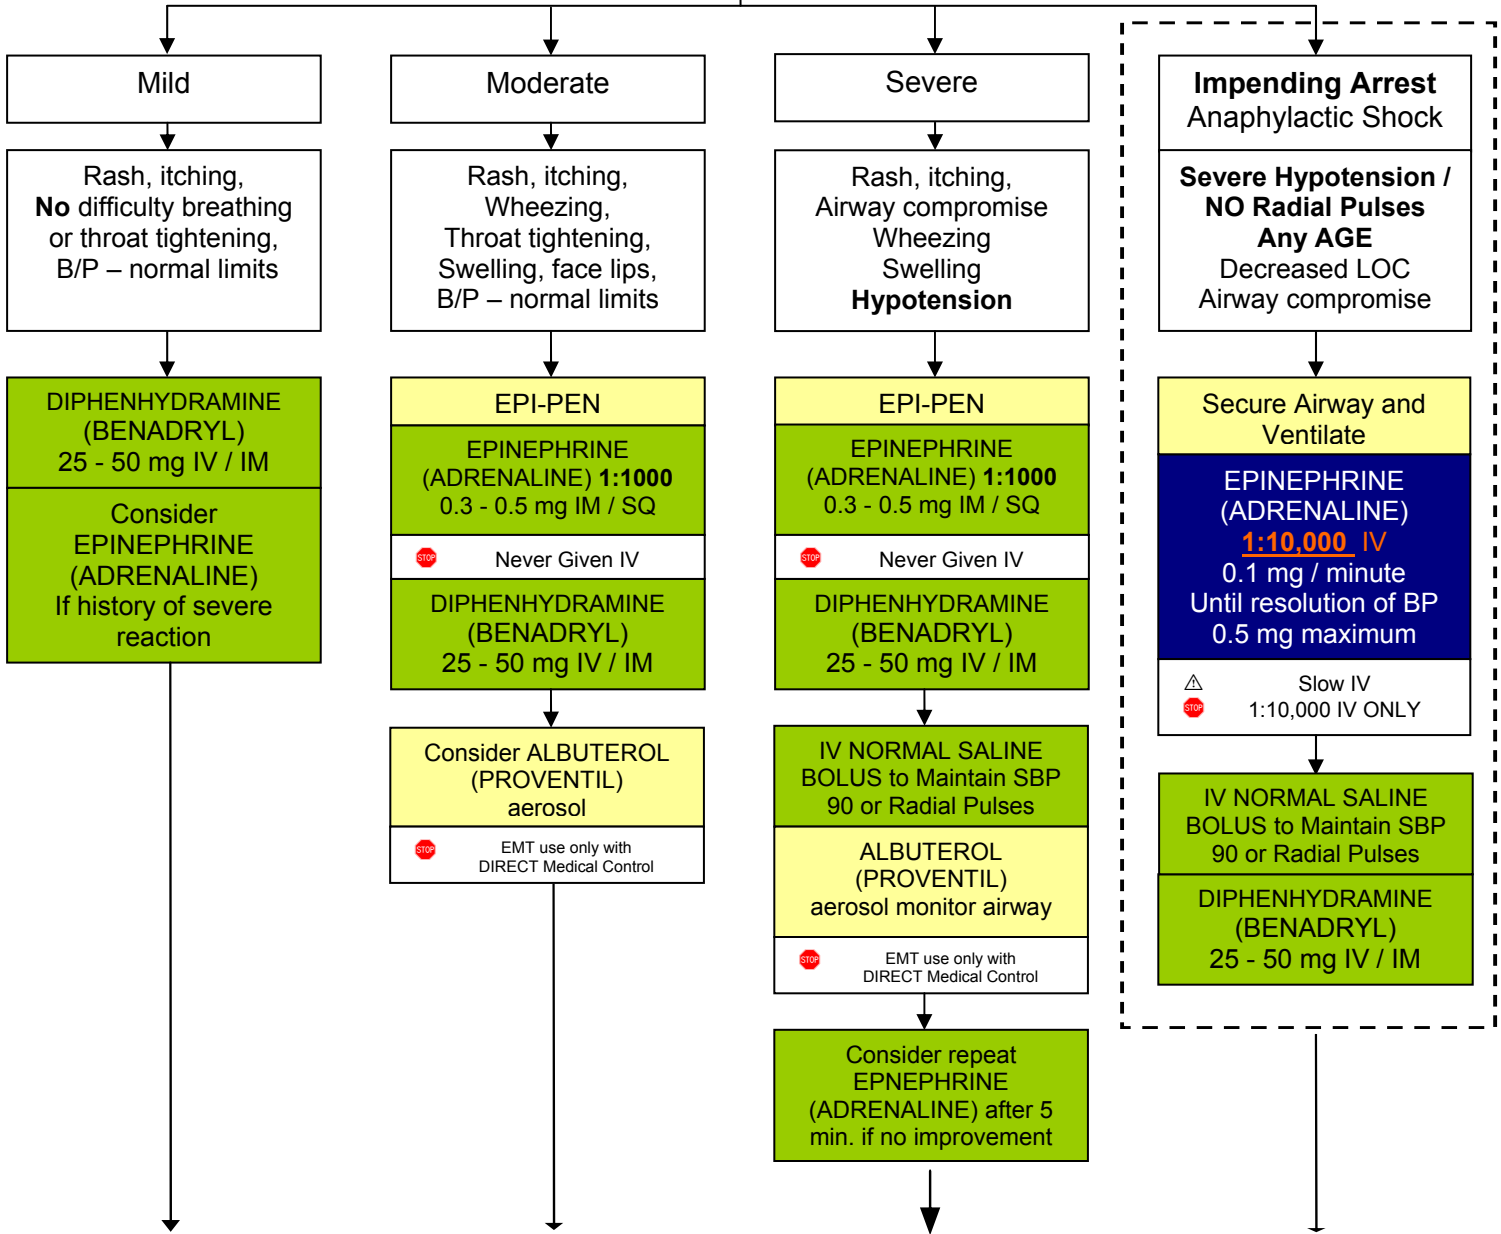 Mild
Rash, itching,
No difficulty breathing
or throat tightening,
B/P – normal limits
DIPHENHYDRAMINE
(BENADRYL)
25 - 50 mg IV / IM
Consider
EPINEPHRINE
(ADRENALINE)
If history of severe
reaction
Moderate
Rash, itching,
Wheezing,
Throat tightening,
Swelling, face lips,
B/P – normal limits
EPI-PEN
EPINEPHRINE
(ADRENALINE) 1:1000
0.3 - 0.5 mg IM / SQ
STOP Never Given IV
DIPHENHYDRAMINE
(BENADRYL)
25 - 50 mg IV / IM
Consider ALBUTEROL
(PROVENTIL)
aerosol
STOP EMT use only with
DIRECT Medical Control
Severe
Rash, itching,
Airway compromise
Wheezing
Swelling
Hypotension
EPI-PEN
EPINEPHRINE
(ADRENALINE) 1:1000
0.3 - 0.5 mg IM / SQ
STOP Never Given IV
DIPHENHYDRAMINE
(BENADRYL)
25 - 50 mg IV / IM
IV NORMAL SALINE
BOLUS to Maintain SBP
90 or Radial Pulses
ALBUTEROL
(PROVENTIL)
aerosol monitor airway
STOP EMT use only with
DIRECT Medical Control
Consider repeat
EPNEPHRINE
(ADRENALINE) after 5
min. if no improvement
Impending Arrest
Anaphylactic Shock
Severe Hypotension /
NO Radial Pulses
Any AGE
Decreased LOC
Airway compromise
Secure Airway and
Ventilate
EPINEPHRINE
(ADRENALINE)
1:10,000 IV
0.1 mg / minute
Until resolution of BP
0.5 mg maximum
⚠ Slow IV
STOP 1:10,000 IV ONLY
IV NORMAL SALINE
BOLUS to Maintain SBP
90 or Radial Pulses
DIPHENHYDRAMINE
(BENADRYL)
25 - 50 mg IV / IM